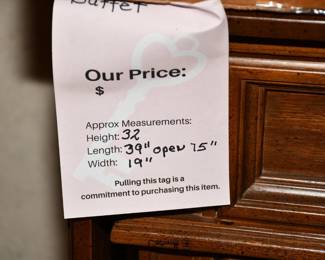 Buffet
Our Price:
$
Approx Measurements:
Height: 32
Length: 39" open 75"
Width: 19"
Pulling this tag is a
commitment to purchasing this item.